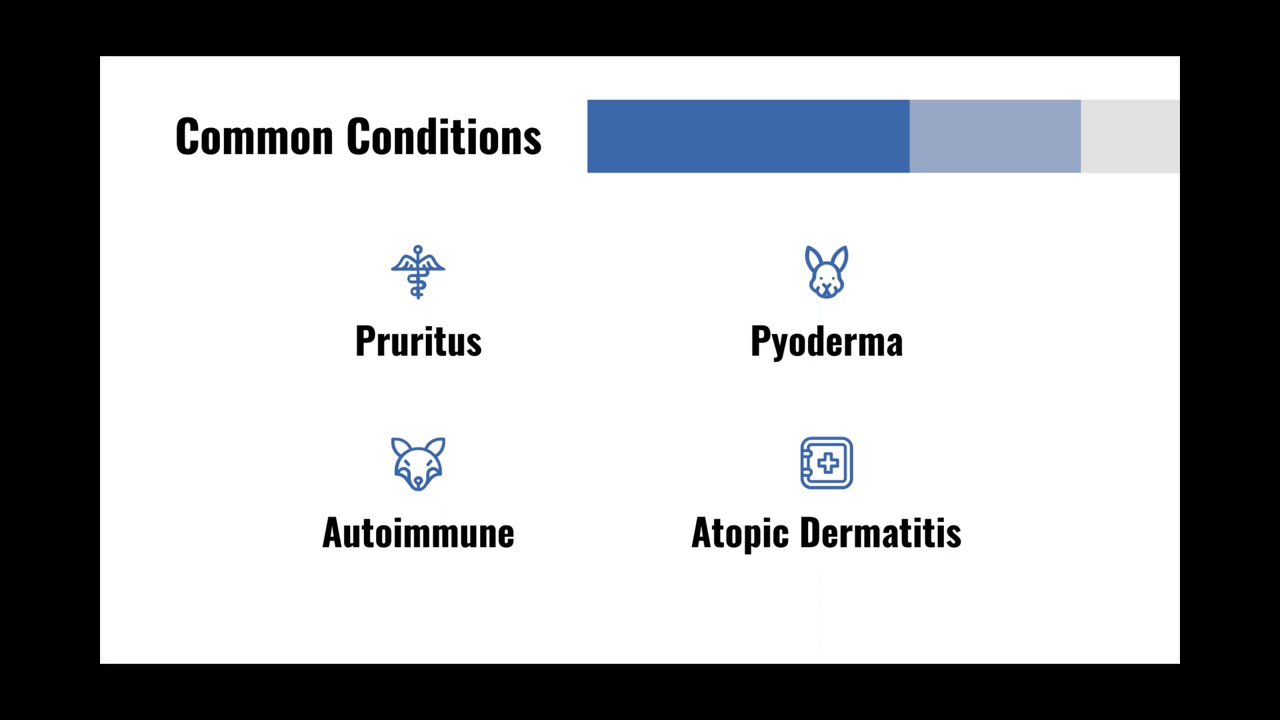 Common Conditions
Pruritus
Pyoderma
Autoimmune
Atopic Dermatitis